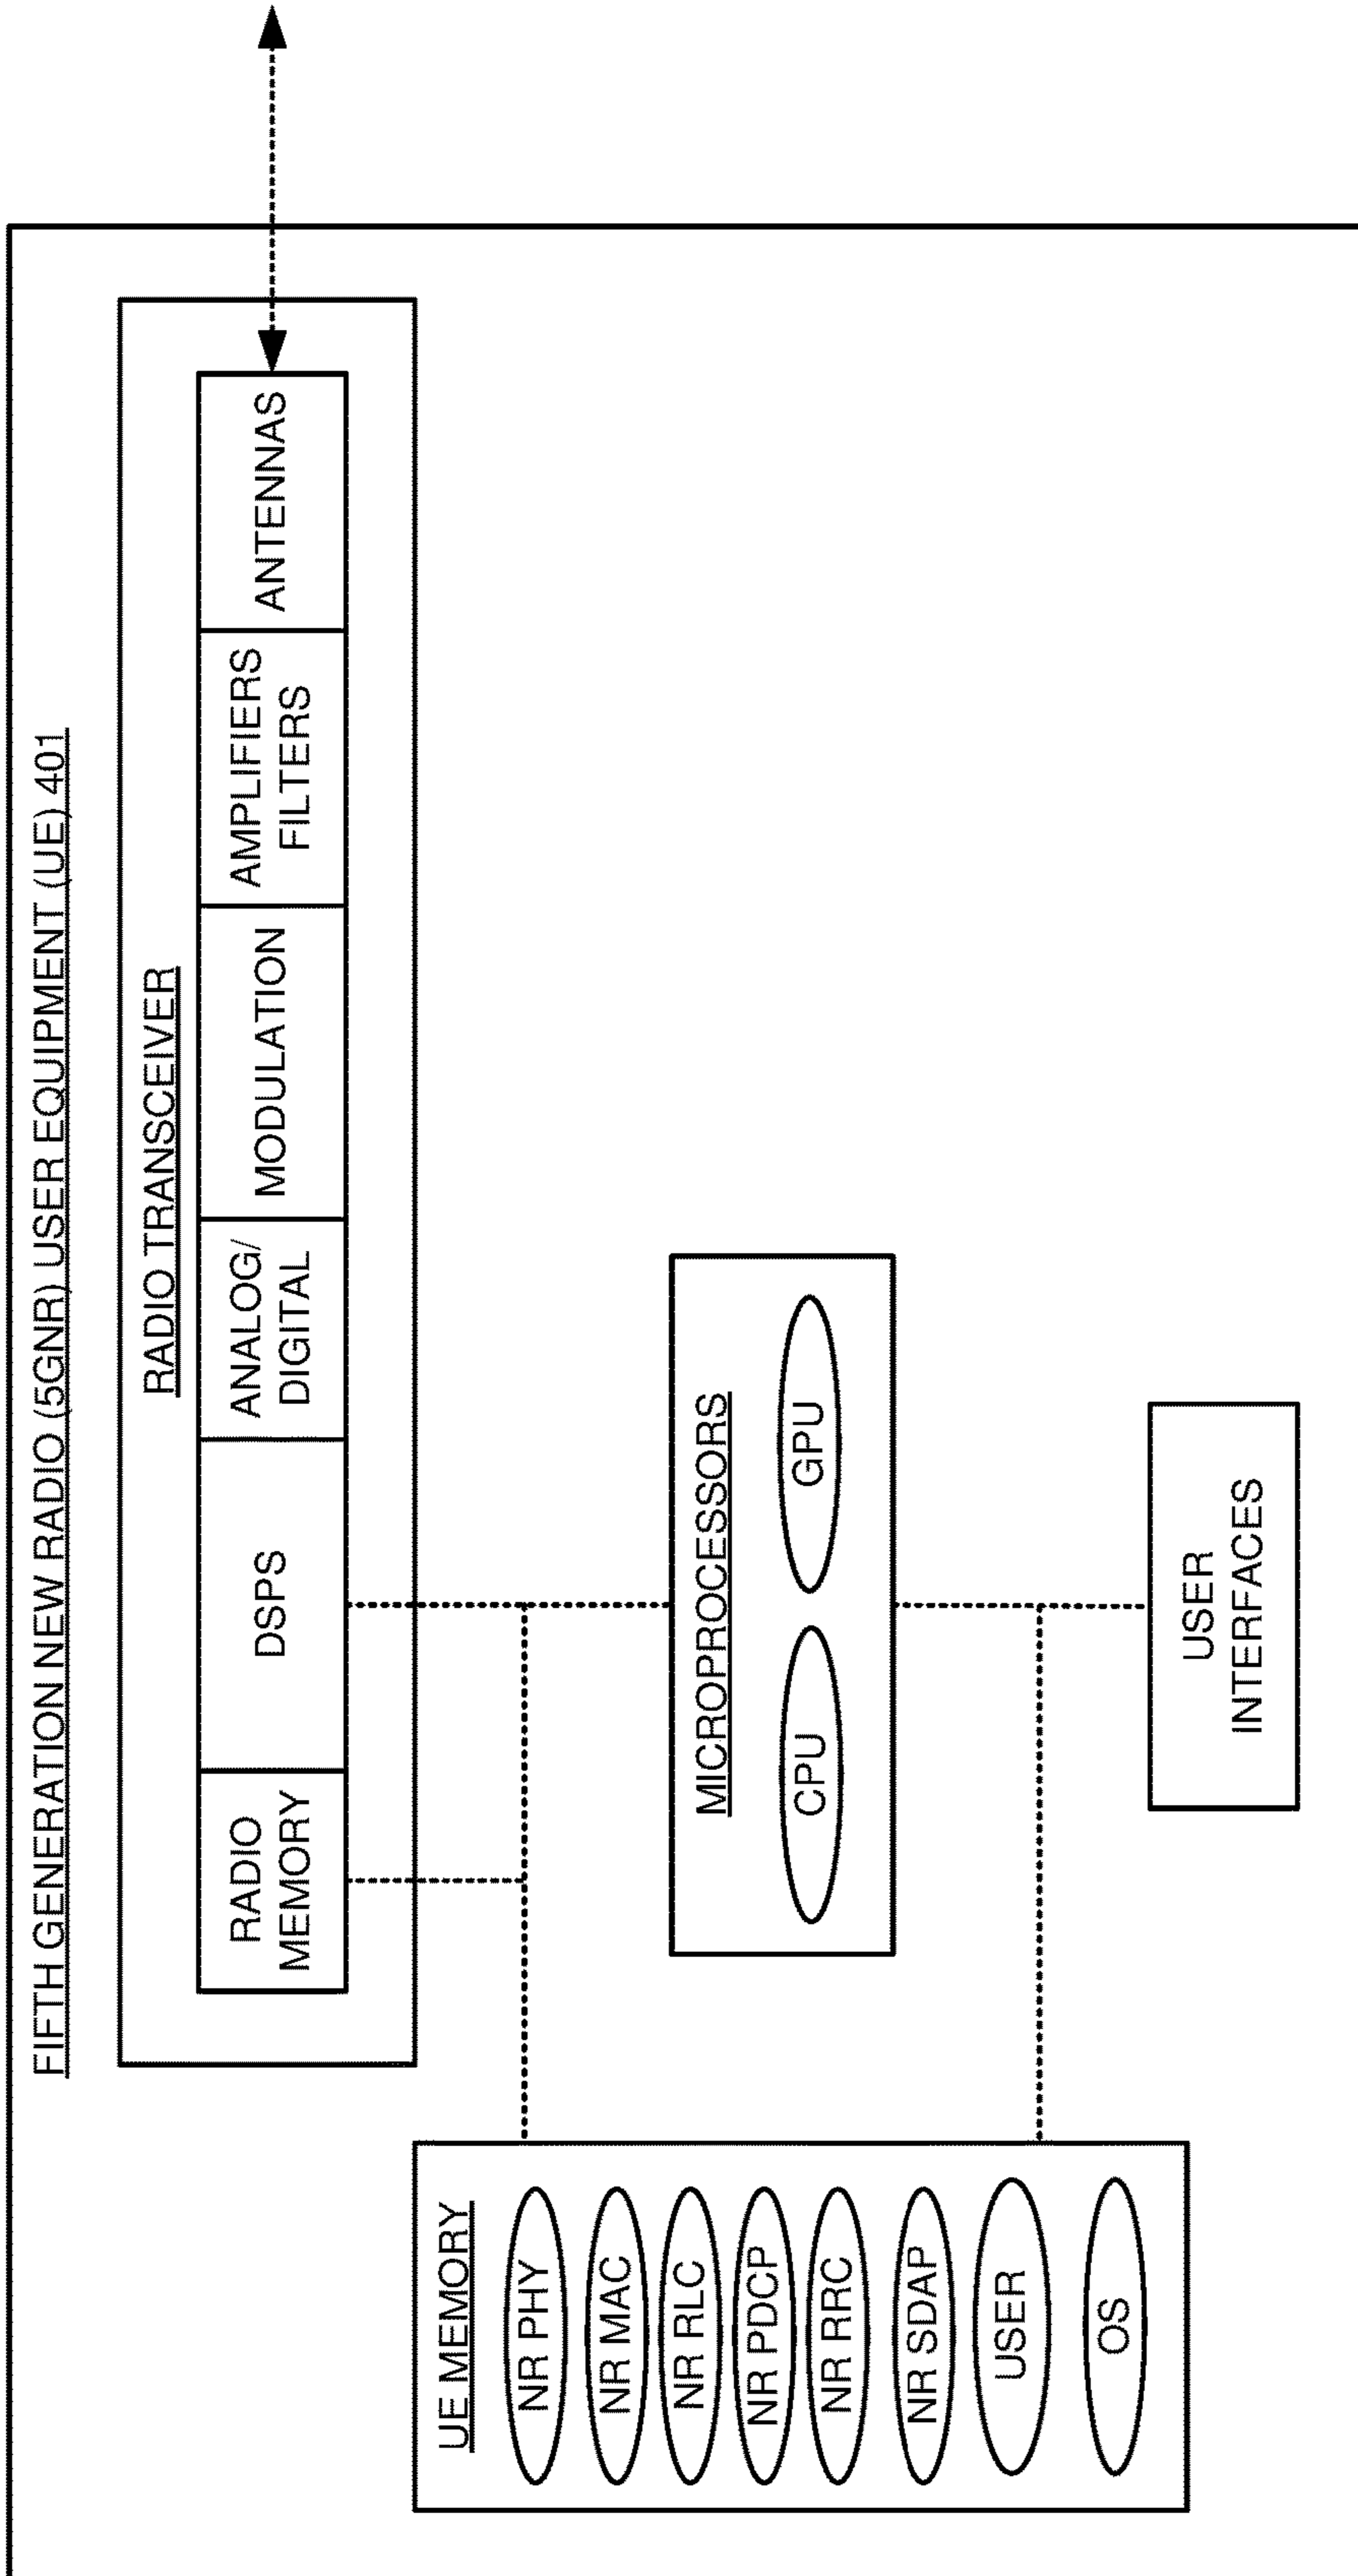 FIFTH GENERATION NEW RADIO (5GNR) USER EQUIPMENT (UE) 401
RADIO TRANSCEIVER
RADIO
MEMORY
DSPS
ANALOG/
DIGITAL
MODULATION
AMPLIFIERS
FILTERS
ANTENNAS
UE MEMORY
NR PHY
NR MAC
NR RLC
NR PDCP
NR RRC
NR SDAP
USER
OS
MICROPROCESSORS
CPU
GPU
USER
INTERFACES